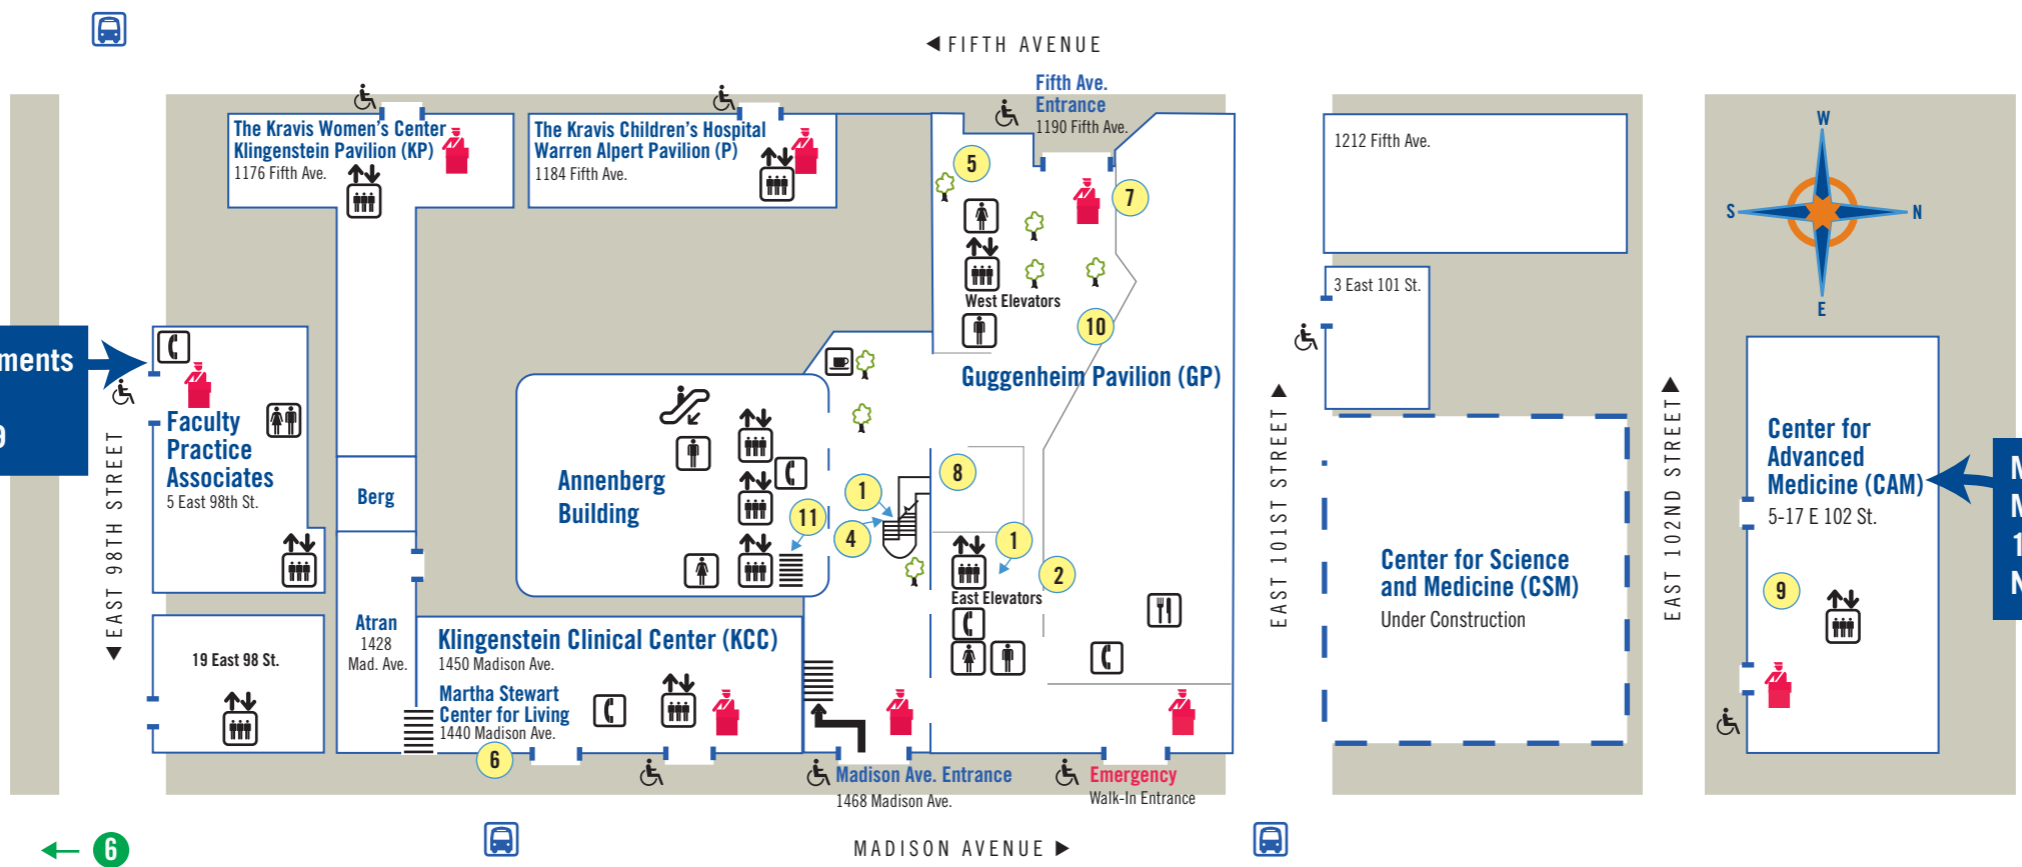 FIFTH AVENUE
Fifth Ave.
Entrance
1190 Fifth Ave.
The Kravis Women's Center
Klingenstein Pavilion (KP)
1176 Fifth Ave.
The Kravis Children's Hospital
Warren Alpert Pavilion (P)
1184 Fifth Ave.
5
7
West Elevators
10
Guggenheim Pavilion (GP)
1212 Fifth Ave.
3 East 101 St.
W
S
N
E
ments
9
EAST 98TH STREET
Faculty
Practice
Associates
5 East 98th St.
Berg
Annenberg
Building
11
1
4
8
1
2
East Elevators
EAST 101ST STREET
Center for Science
and Medicine (CSM)
Under Construction
EAST 102ND STREET
Center for
Advanced
Medicine (CAM)
5-17 E 102 St.
9
M
M
1
N
19 East 98 St.
Atran
1428
Mad. Ave.
Klingenstein Clinical Center (KCC)
1450 Madison Ave.
Martha Stewart
Center for Living
1440 Madison Ave.
6
Madison Ave. Entrance
1468 Madison Ave.
Emergency
Walk-In Entrance
6
MADISON AVENUE